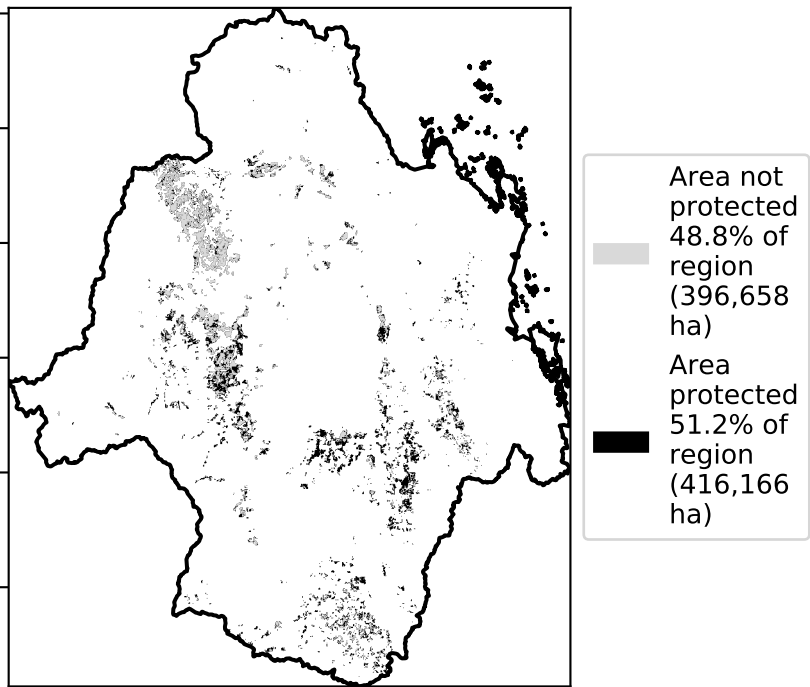 Area not
protected
48.8% of
region
(396,658
ha)
Area
protected
51.2% of
region
(416,166
ha)